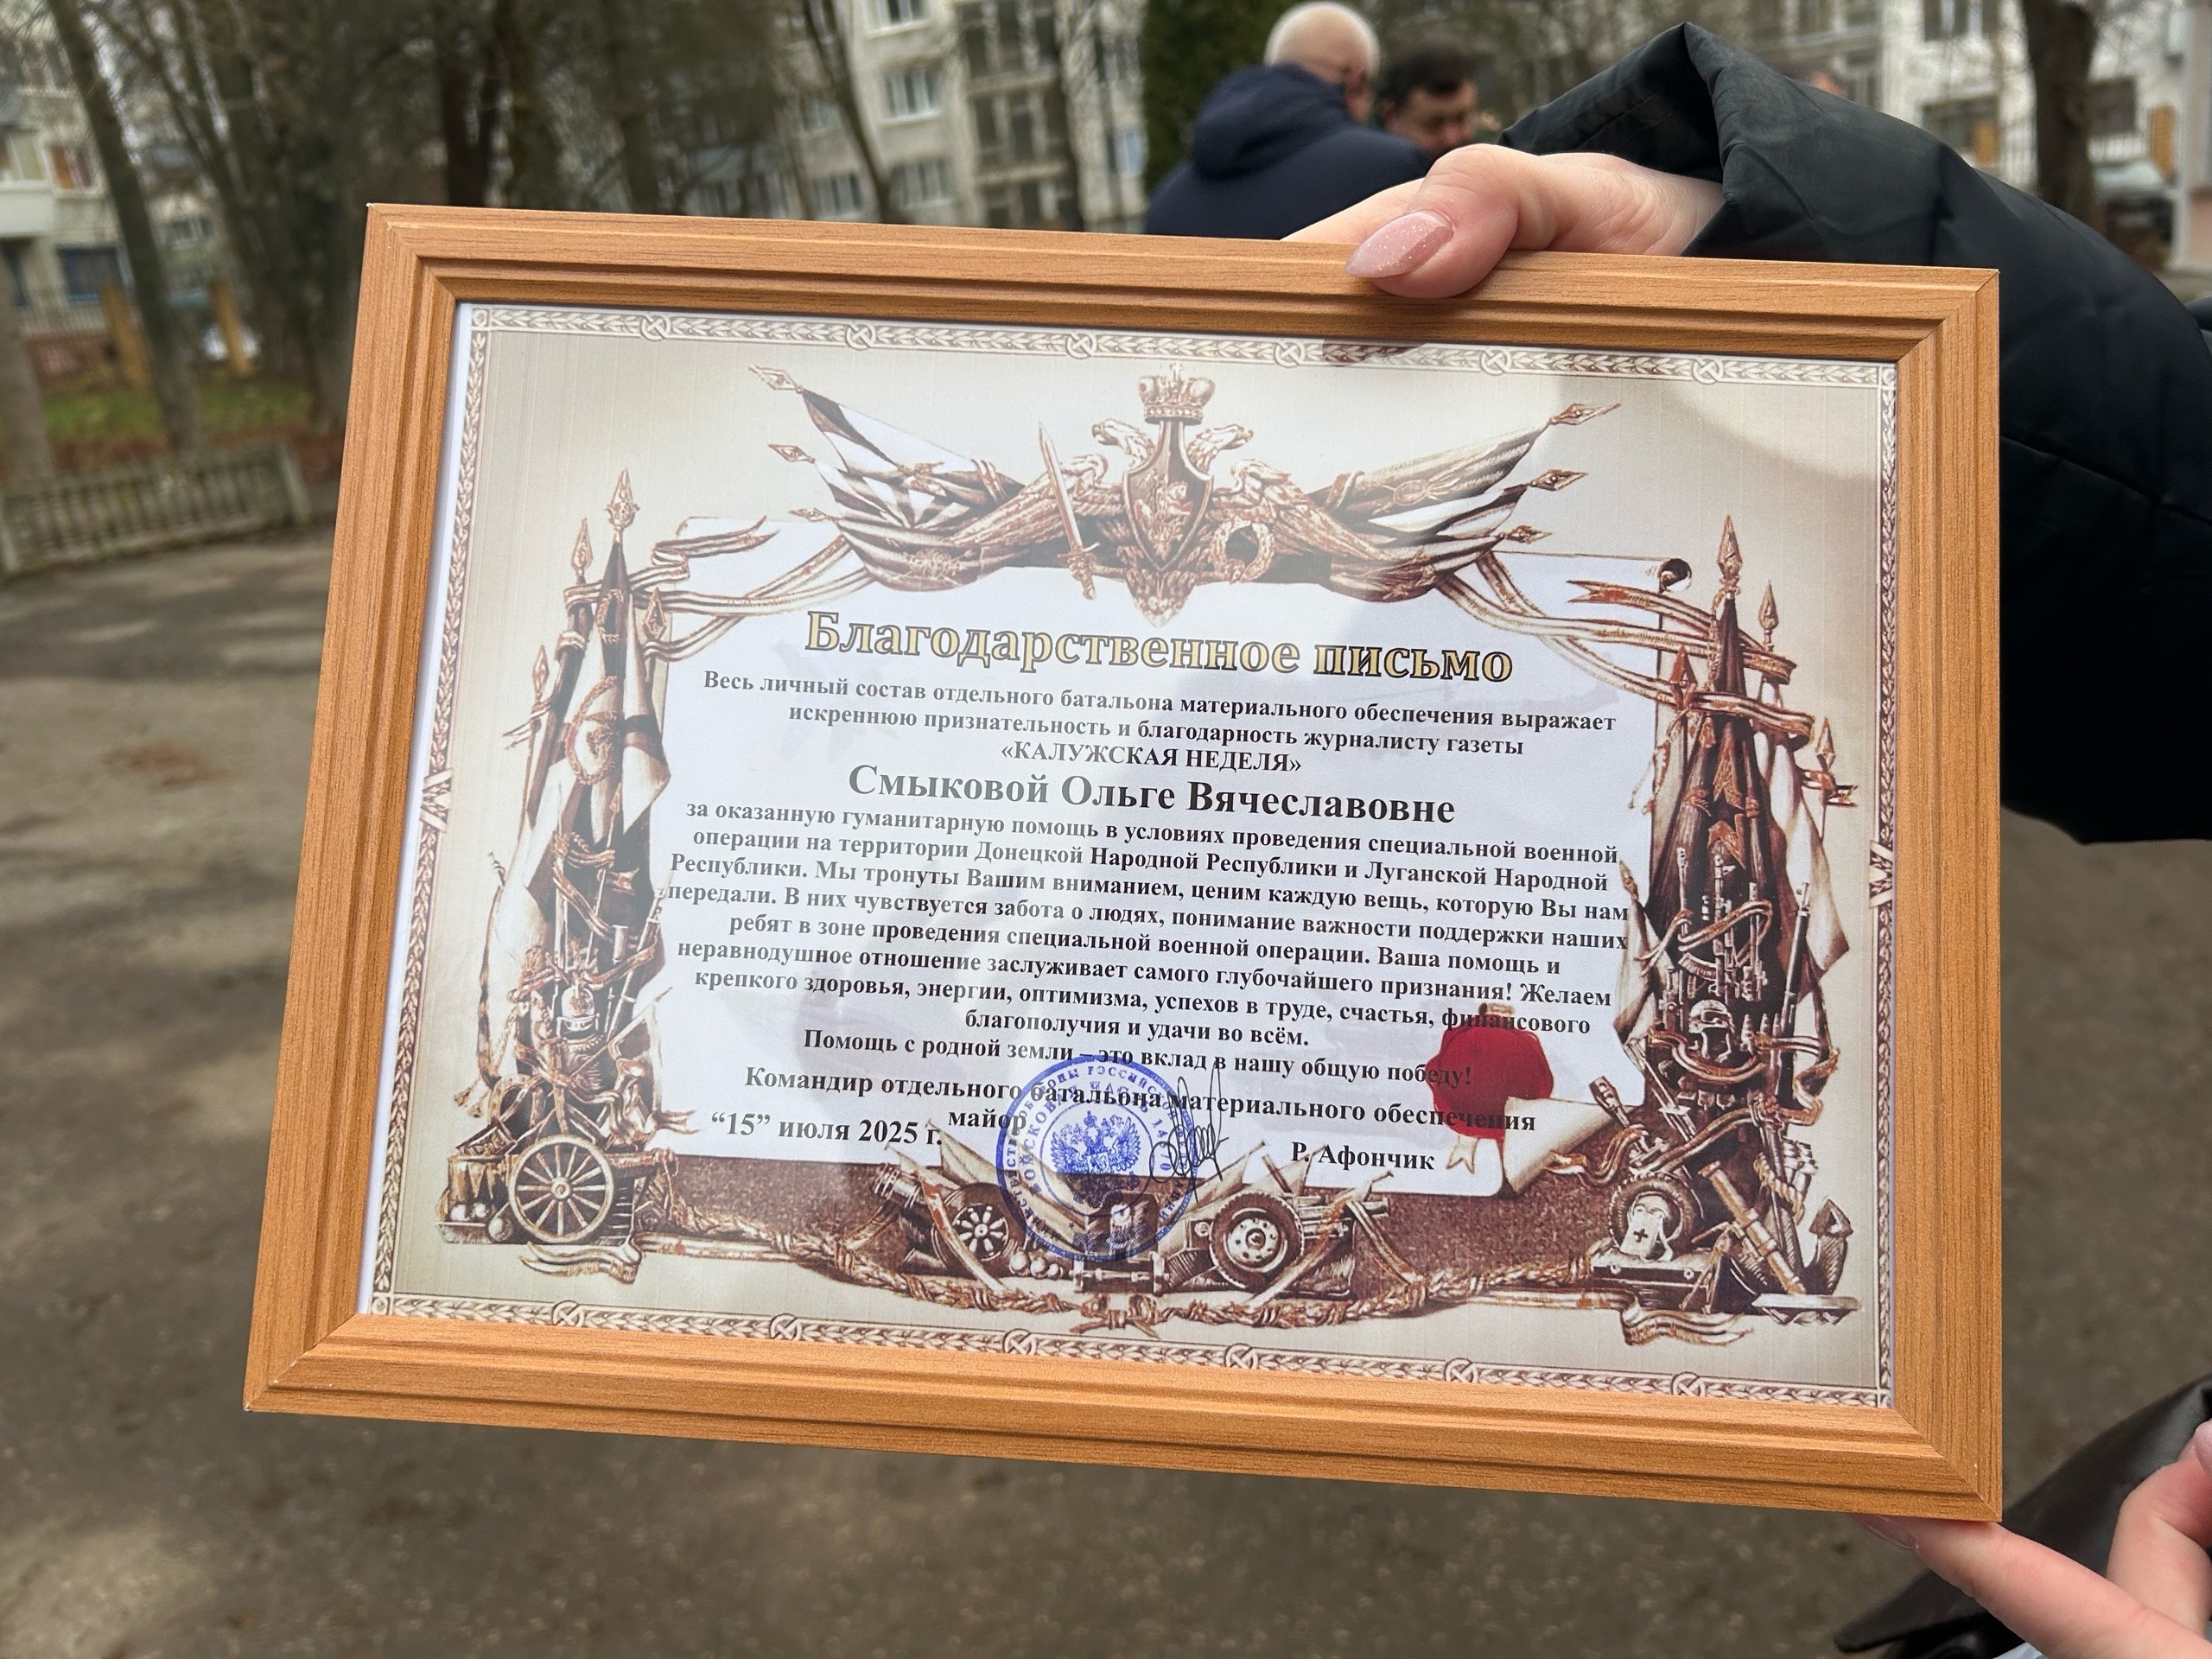 Благодарственное письмо
Весь личный состав отдельного батальона материального обеспечения выражает
искреннюю признательность и благодарность журналисту газеты
«КАЛУЖСКАЯ НЕДЕЛЯ»
Смыковой Ольге Вячеславовне
за оказанную гуманитарную помощь в условиях проведения специальной военной
операции на территории Донецкой Народной Республики и Луганской Народной
Республики. Мы тронуты Вашим вниманием, ценим каждую вещь, которую Вы нам
передали. В них чувствуется забота о людях, понимание важности поддержки наших
ребят в зоне проведения специальной военной операции. Ваша помощь и
неравнодушное отношение заслуживает самого глубочайшего признания! Желаем
крепкого здоровья, энергии, оптимизма, успехов в труде, счастья, финансового
благополучия и удачи во всём.
Помощь с родной земли – это вклад в нашу общую победу!
Командир отдельного батальона материального обеспечения
майор
“15” июля 2025 г.
Р. Афончик